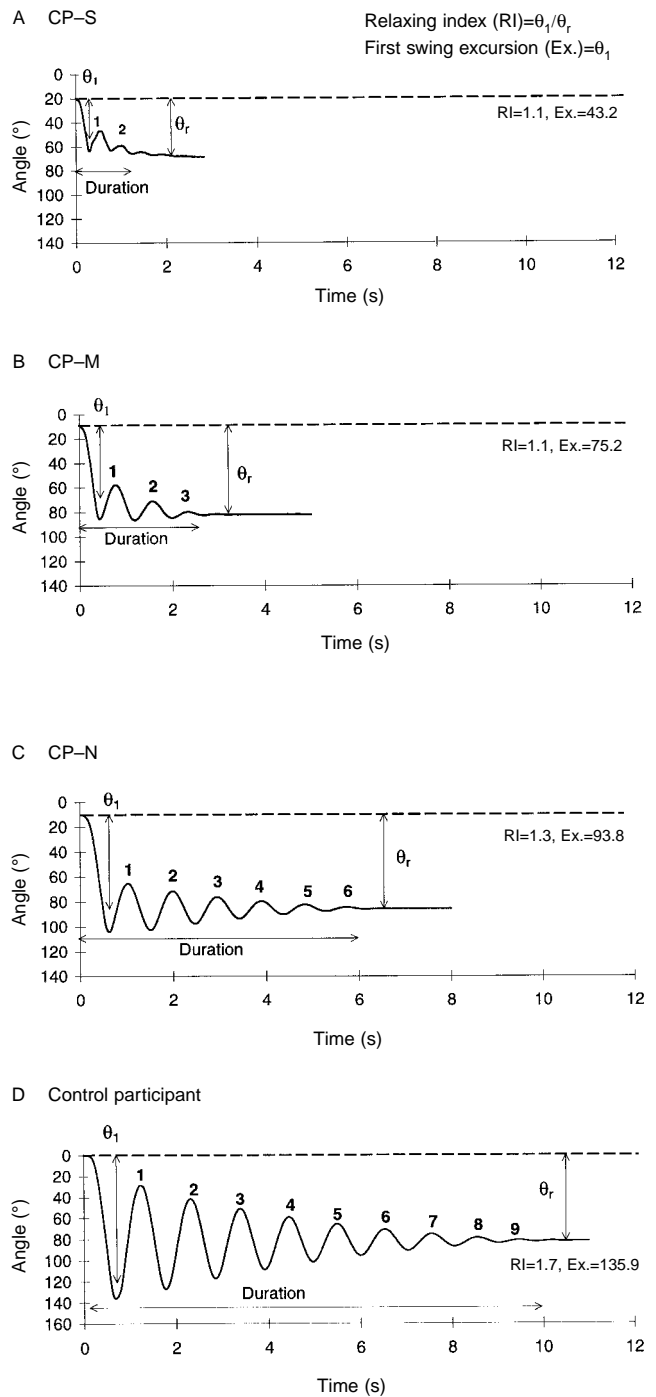 A CP–S
Relaxing index (RI)=θ1/θr
First swing excursion (Ex.)=θ1
0
20
40
60
80
100
120
140
Angle (°)
θ1
1
2
θr
Duration
RI=1.1, Ex.=43.2
0 2 4 6 8 10 12
Time (s)
B CP–M
0
20
40
60
80
100
120
140
Angle (°)
θ1
1
2
3
θr
Duration
RI=1.1, Ex.=75.2
0 2 4 6 8 10 12
Time (s)
C CP–N
0
20
40
60
80
100
120
140
Angle (°)
θ1
1 2 3 4 5 6
θr
Duration
RI=1.3, Ex.=93.8
0 2 4 6 8 10 12
Time (s)
D Control participant
0
20
40
60
80
100
120
140
160
Angle (°)
θ1
1 2 3 4 5 6 7 8 9
θr
Duration
RI=1.7, Ex.=135.9
0 2 4 6 8 10 12
Time (s)